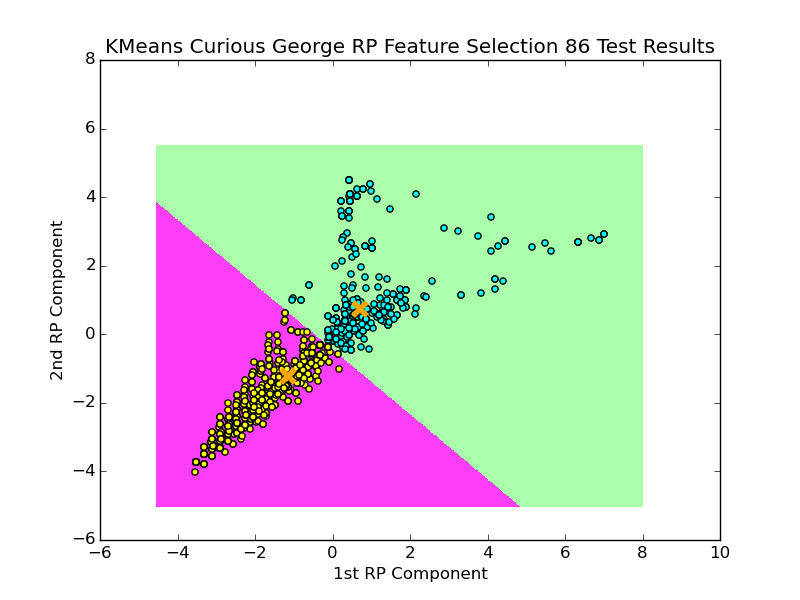 KMeans Curious George RP Feature Selection 86 Test Results
8
6
4
2
0
−2
−4
−6
2nd RP Component
−6 −4 −2 0 2 4 6 8 10
1st RP Component